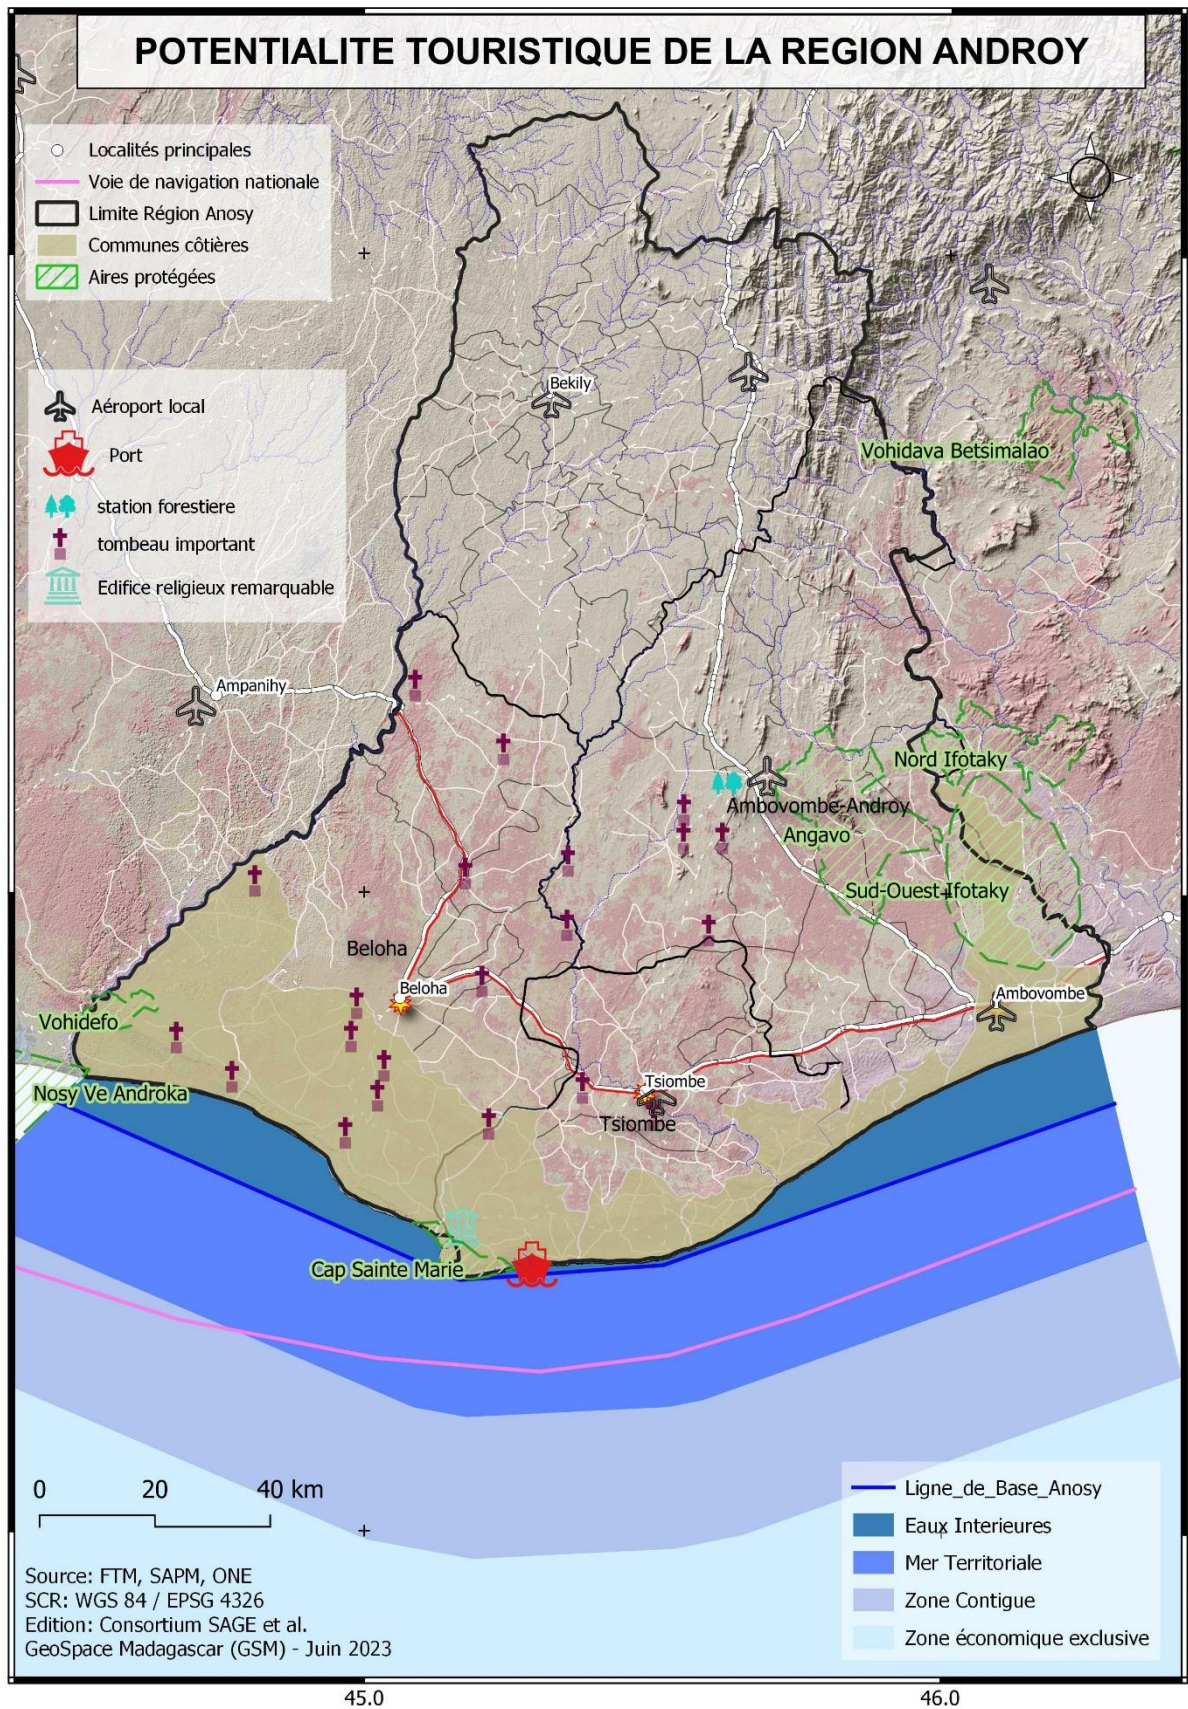 POTENTIALITE TOURISTIQUE DE LA REGION ANDROY
Localités principales
Voie de navigation nationale
Limite Région Anosy
Communes côtières
Aires protégées
Aéroport local
Port
station forestiere
tombeau important
Edifice religieux remarquable
Bekily
Vohidava Betsimalao
Ampanihy
Nord Ifotaky
Ambovombe-Androy
Angavo
Sud-Ouest Ifotaky
Beloha
Beloha
Ambovombe
Vohidefo
Tsiombe
Nosy Ve Androka
Tsiombe
Cap Sainte Marie
0 20 40 km
Source: FTM, SAPM, ONE
SCR: WGS 84 / EPSG 4326
Edition: Consortium SAGE et al.
GeoSpace Madagascar (GSM) - Juin 2023
Ligne_de_Base_Anosy
Eaux Interieures
Mer Territoriale
Zone Contigue
Zone économique exclusive
45.0 46.0